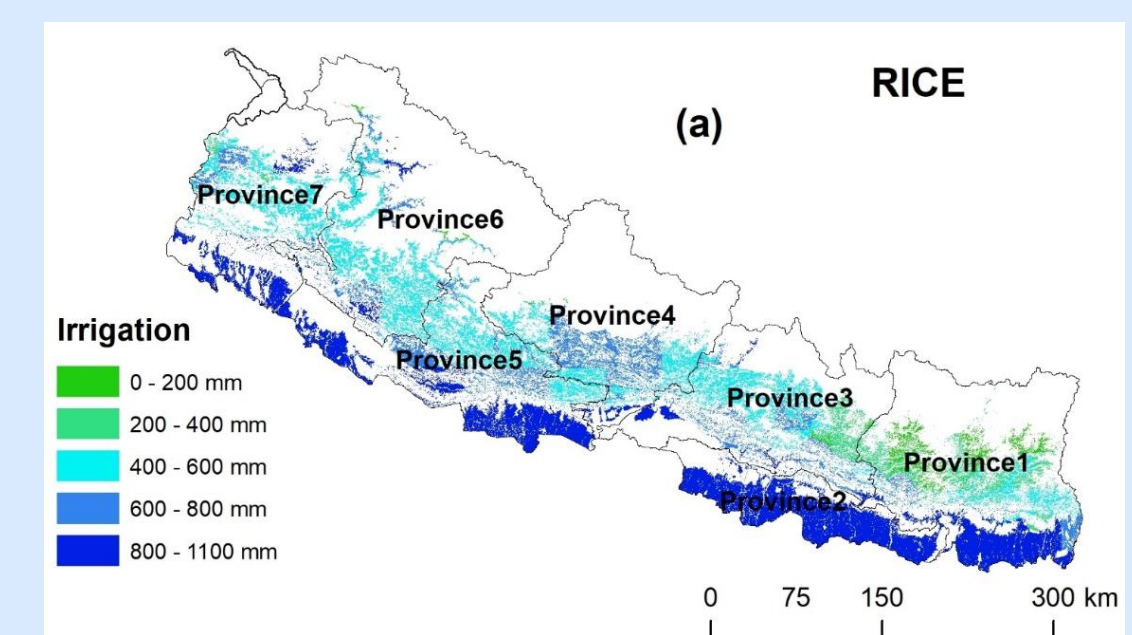 RICE
(a)
Province7
Province6
Province4
Province5
Province3
Province1
Province2
Irrigation
0 - 200 mm
200 - 400 mm
400 - 600 mm
600 - 800 mm
800 - 1100 mm
0 75 150 300 km